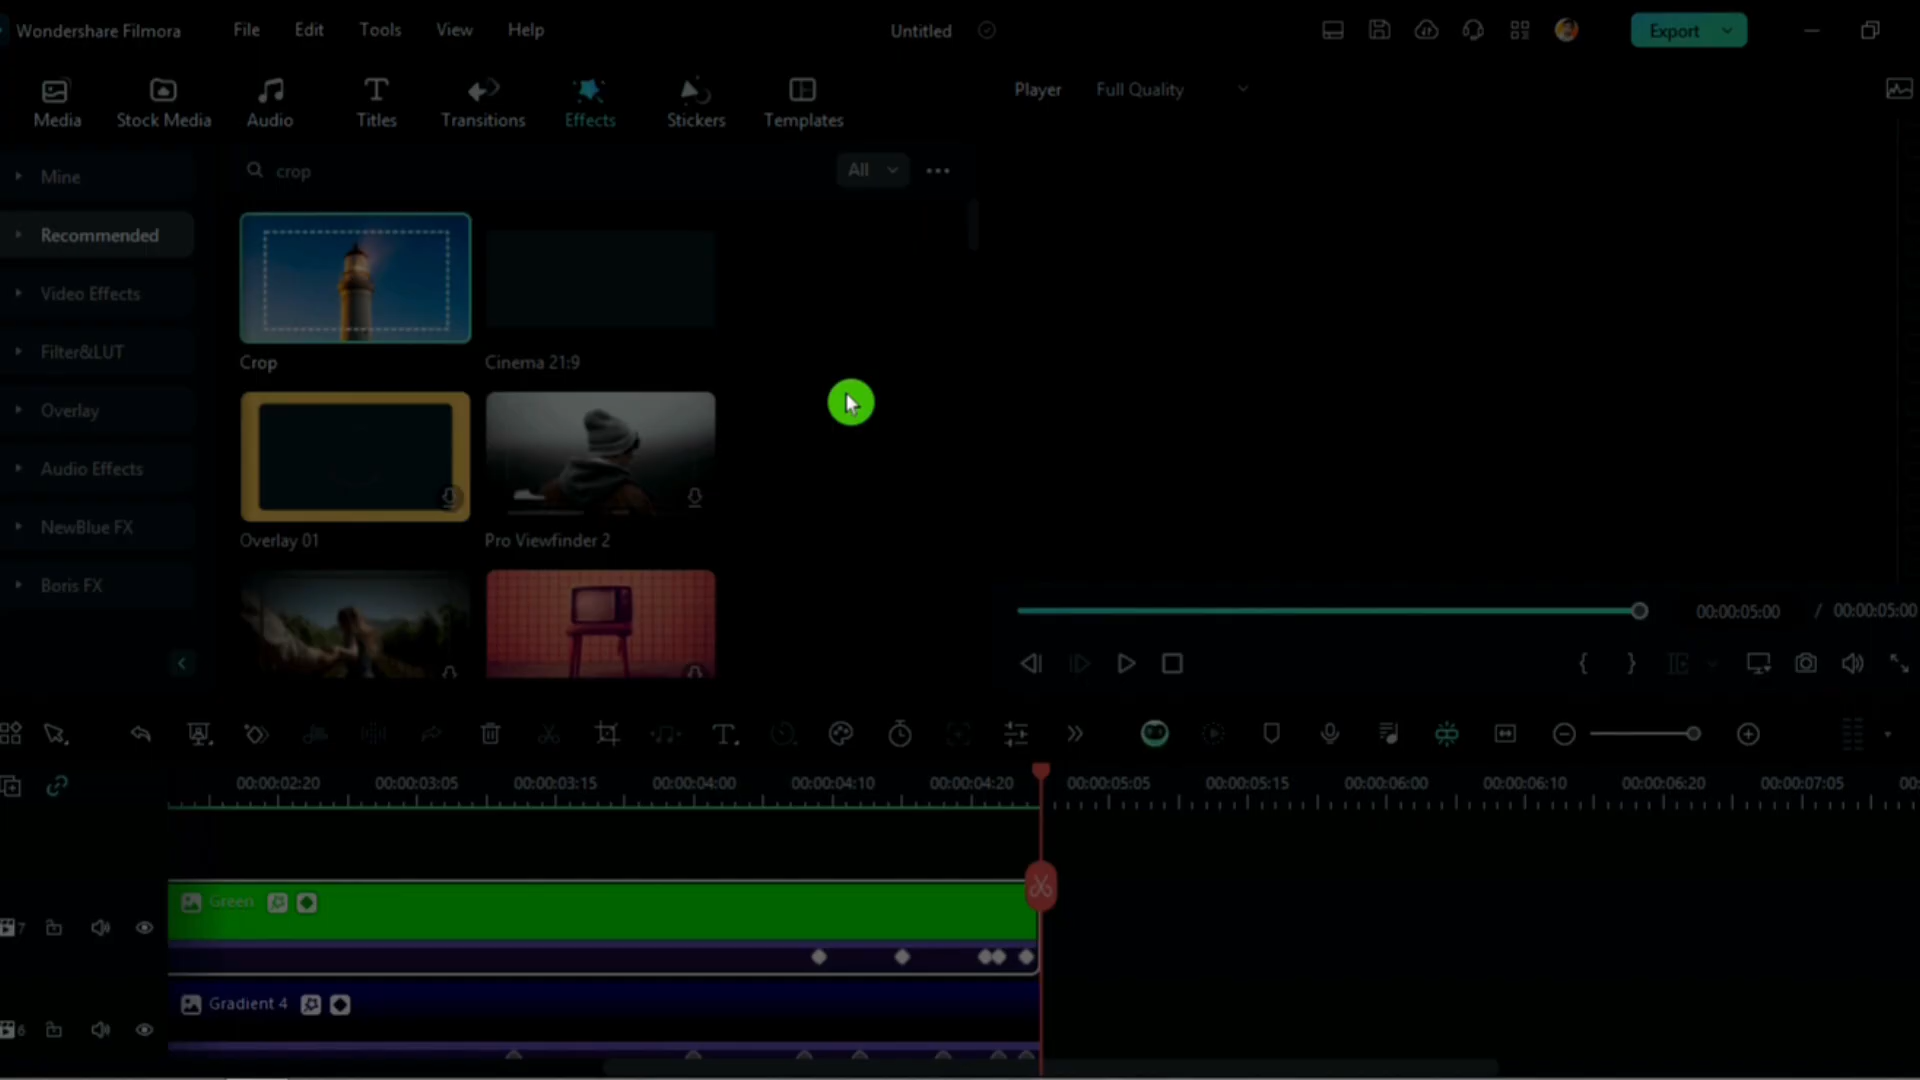 Wondershare Filmora File Edit Tools View Help Untitled Export
Media Stock Media Audio Titles Transitions Effects Stickers Templates
Player Full Quality
crop All
Mine
Recommended
Video Effects
Filter&LUT
Overlay
Audio Effects
NewBlue FX
Boris FX
Crop Cinema 21:9
Overlay 01 Pro Viewfinder 2
00:00:05:00 / 00:00:05:00
00:00:02:20 00:00:03:05 00:00:03:15 00:00:04:00 00:00:04:10 00:00:04:20 00:00:05:05 00:00:05:15 00:00:06:00 00:00:06:10 00:00:06:20 00:00:07:05 00:
Green
7
Gradient 4
6